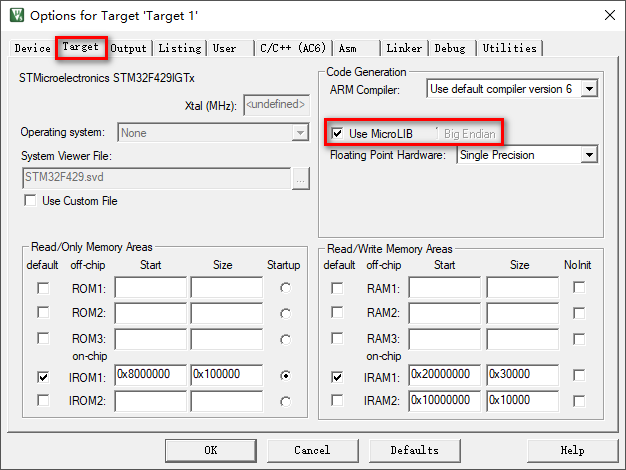 Options for Target 'Target 1'
Device Target Output Listing User C/C++ (AC6) Asm Linker Debug Utilities
STMicroelectronics STM32F429IGTx
Xtal (MHz): <undefined>
Operating system: None
System Viewer File:
STM32F429.svd ...
Use Custom File
Code Generation
ARM Compiler: Use default compiler version 6
Use MicroLIB Big Endian
Floating Point Hardware: Single Precision
Read/Only Memory Areas
default off-chip Start Size Startup
ROM1:
ROM2:
ROM3:
on-chip
IROM1: 0x8000000 0x100000
IROM2:
Read/Write Memory Areas
default off-chip Start Size NoInit
RAM1:
RAM2:
RAM3:
on-chip
IRAM1: 0x20000000 0x30000
IRAM2: 0x10000000 0x10000
OK Cancel Defaults Help